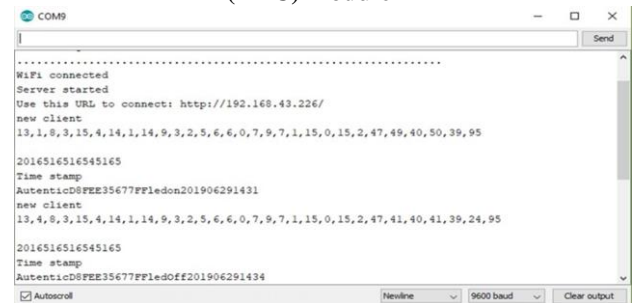 COM9
Send
WiFi connected
Server started
Use this URL to connect: http://192.168.43.226/
new client
13,1,8,3,15,4,14,1,14,9,3,2,5,6,6,0,7,9,7,1,15,0,15,2,47,49,40,50,39,95
2016516516545165
Time stamp
AutenticD8FEE35677FFledon201906291431
new client
13,4,8,3,15,4,14,1,14,9,3,2,5,6,6,0,7,9,7,1,15,0,15,2,47,41,40,41,39,24,95
2016516516545165
Time stamp
AutenticD8FEE35677FFledOff201906291434
Autoscroll
Newline
9600 baud
Clear output